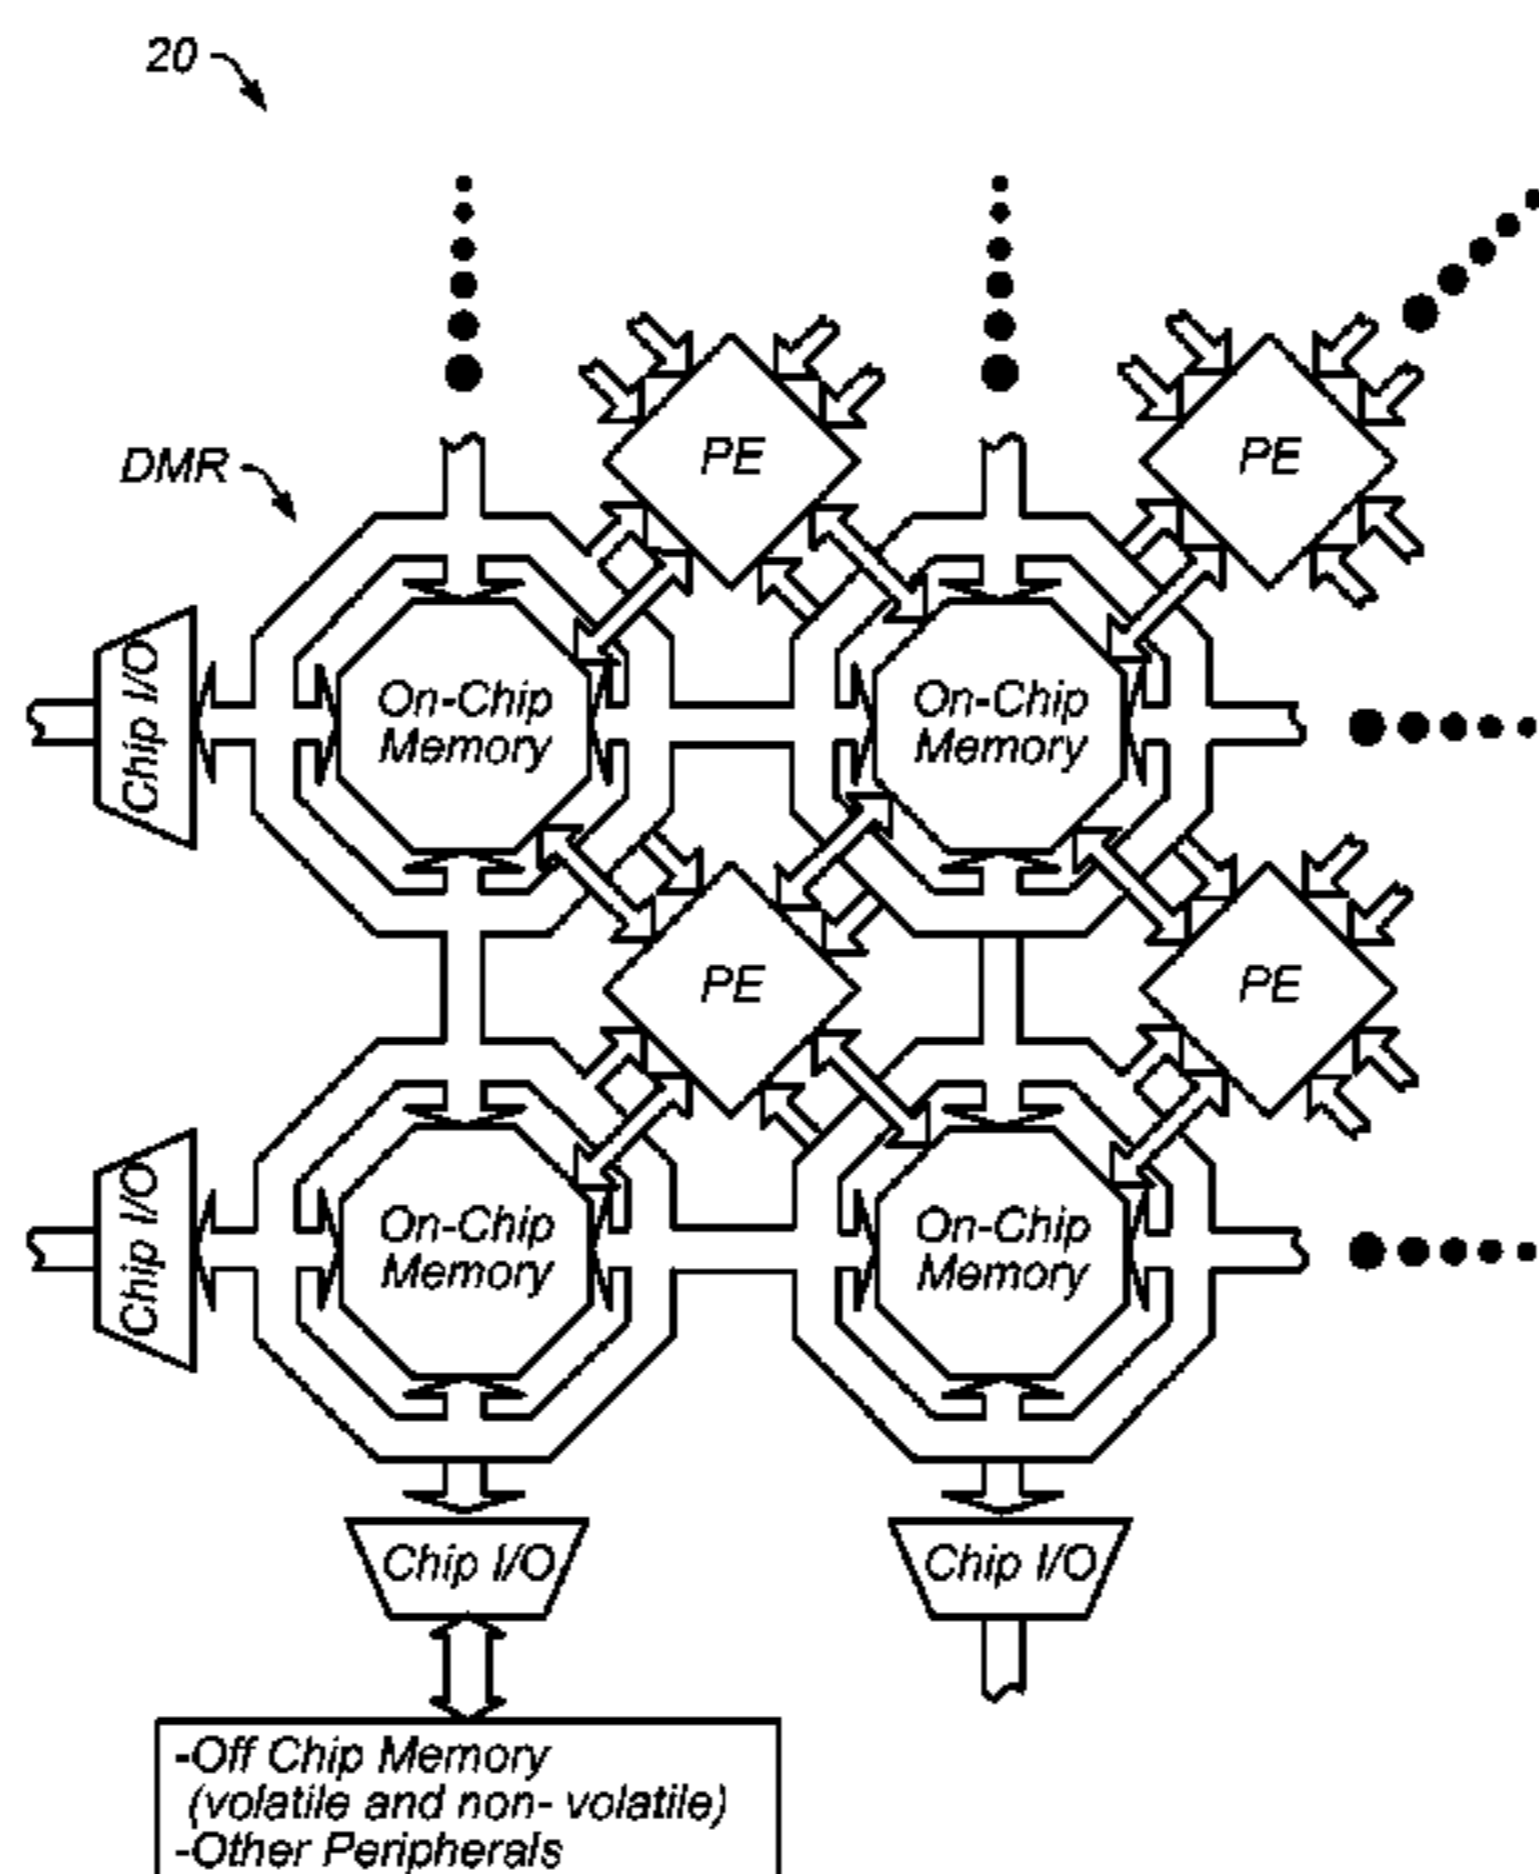 20
DMR
PE
PE
Chip I/O
On-Chip
Memory
On-Chip
Memory
PE
PE
Chip I/O
On-Chip
Memory
On-Chip
Memory
Chip I/O
Chip I/O
-Off Chip Memory
(volatile and non- volatile)
-Other Peripherals